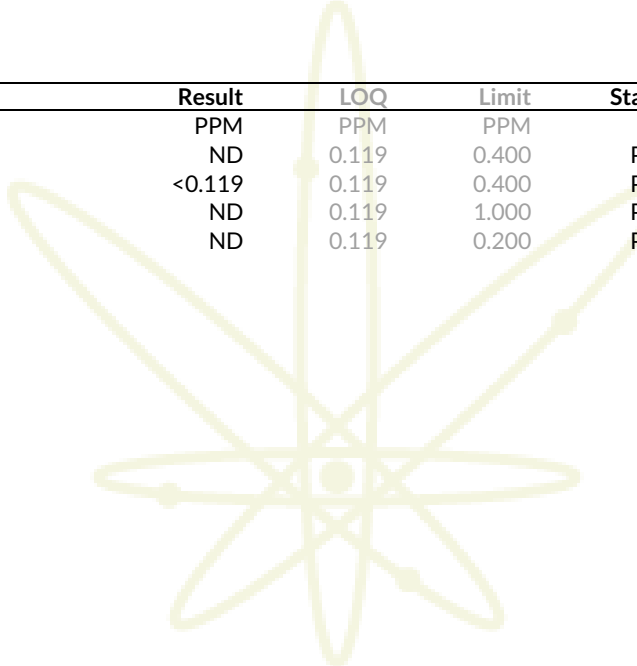 Result LOQ Limit
PPM PPM PPM
ND 0.119 0.400
<0.119 0.119 0.400
ND 0.119 1.000
ND 0.119 0.200